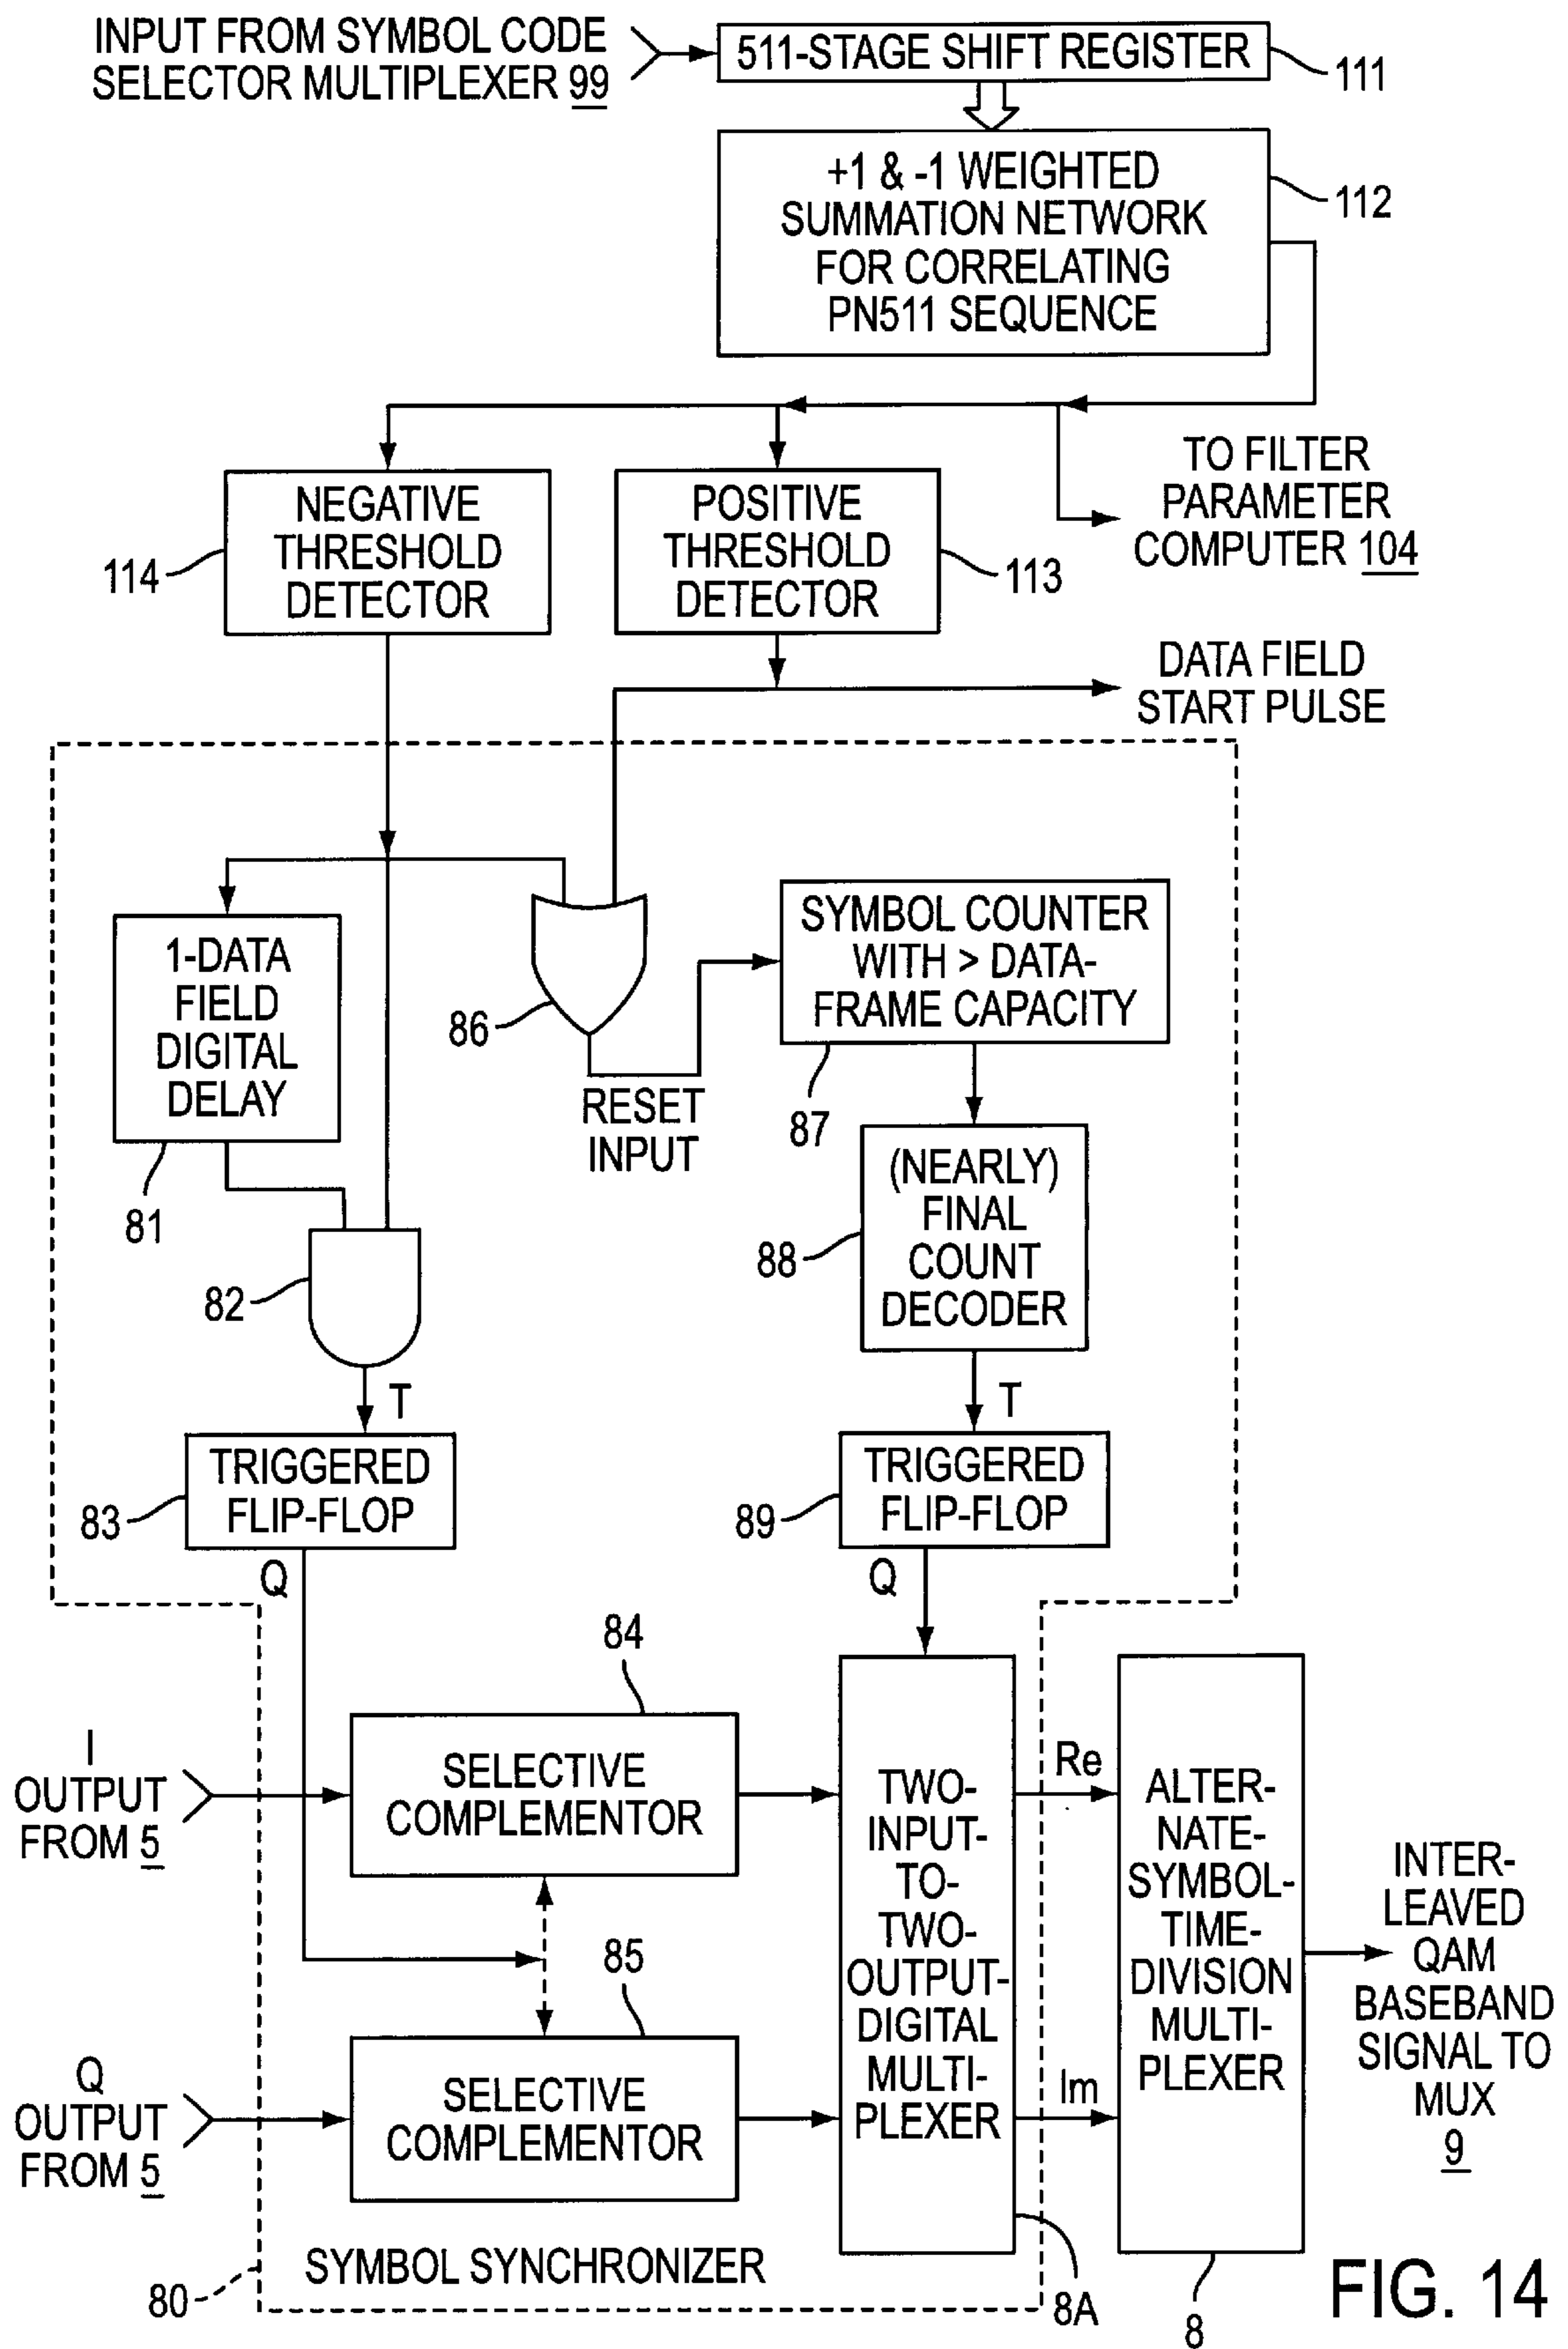 INPUT FROM SYMBOL CODE
SELECTOR MULTIPLEXER 99
511-STAGE SHIFT REGISTER
111
+1 & -1 WEIGHTED
SUMMATION NETWORK
FOR CORRELATING
PN511 SEQUENCE
112
TO FILTER
PARAMETER
COMPUTER 104
NEGATIVE
THRESHOLD
DETECTOR
114
POSITIVE
THRESHOLD
DETECTOR
113
DATA FIELD
START PULSE
1-DATA
FIELD
DIGITAL
DELAY
81
86
RESET
INPUT
SYMBOL COUNTER
WITH > DATA-
FRAME CAPACITY
87
82
(NEARLY)
FINAL
COUNT
DECODER
88
T
T
TRIGGERED
FLIP-FLOP
83
TRIGGERED
FLIP-FLOP
89
Q
Q
84
I
OUTPUT
FROM 5
SELECTIVE
COMPLEMENTOR
85
Q
OUTPUT
FROM 5
SELECTIVE
COMPLEMENTOR
TWO-
INPUT-
TO-
TWO-
OUTPUT-
DIGITAL
MULTI-
PLEXER
Re
Im
ALTER-
NATE-
SYMBOL-
TIME-
DIVISION
MULTI-
PLEXER
INTER-
LEAVED
QAM
BASEBAND
SIGNAL TO
MUX
9
SYMBOL SYNCHRONIZER
80
8A
8
FIG. 14